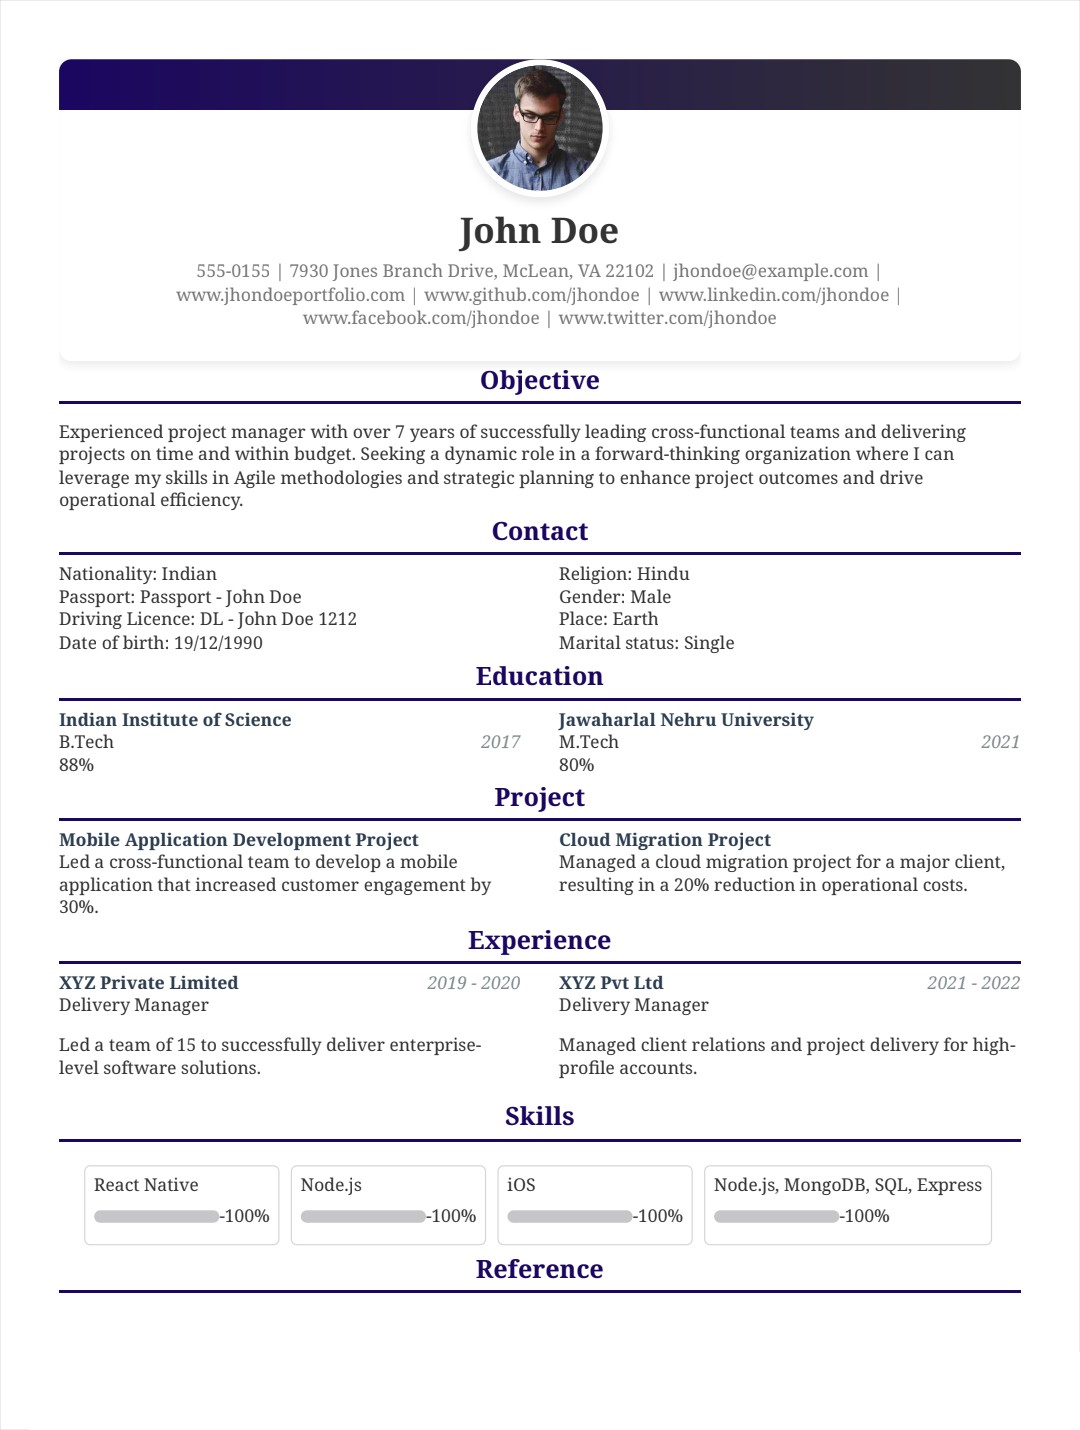 John Doe
555-0155 | 7930 Jones Branch Drive, McLean, VA 22102 | jhondoe@example.com |
www.jhondoeportfolio.com | www.github.com/jhondoe | www.linkedin.com/jhondoe |
www.facebook.com/jhondoe | www.twitter.com/jhondoe
Objective
Experienced project manager with over 7 years of successfully leading cross-functional teams and delivering
projects on time and within budget. Seeking a dynamic role in a forward-thinking organization where I can
leverage my skills in Agile methodologies and strategic planning to enhance project outcomes and drive
operational efficiency.
Contact
Nationality: Indian
Passport: Passport - John Doe
Driving Licence: DL - John Doe 1212
Date of birth: 19/12/1990
Religion: Hindu
Gender: Male
Place: Earth
Marital status: Single
Education
Indian Institute of Science
B.Tech 2017
88%
Jawaharlal Nehru University
M.Tech 2021
80%
Project
Mobile Application Development Project
Led a cross-functional team to develop a mobile
application that increased customer engagement by
30%.
Cloud Migration Project
Managed a cloud migration project for a major client,
resulting in a 20% reduction in operational costs.
Experience
XYZ Private Limited 2019 - 2020
Delivery Manager
Led a team of 15 to successfully deliver enterprise-
level software solutions.
XYZ Pvt Ltd 2021 - 2022
Delivery Manager
Managed client relations and project delivery for high-
profile accounts.
Skills
React Native
-100%
Node.js
-100%
iOS
-100%
Node.js, MongoDB, SQL, Express
-100%
Reference